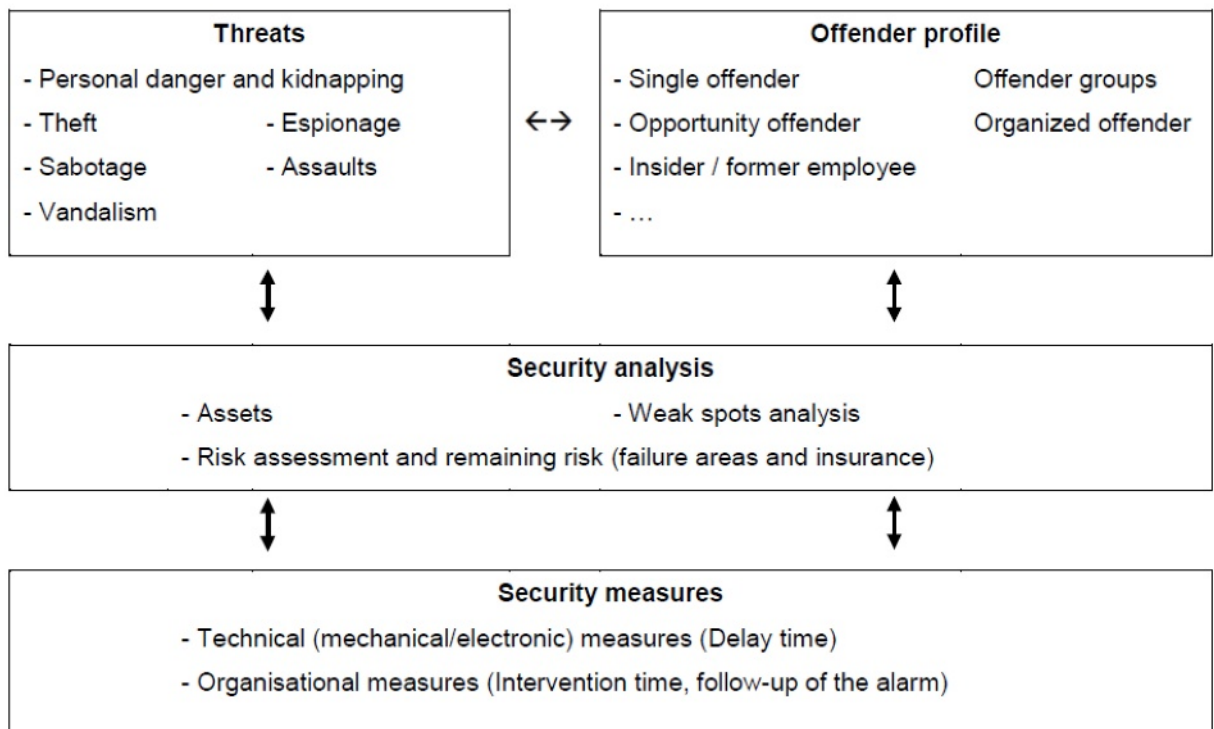 Threats
- Personal danger and kidnapping
- Theft - Espionage
- Sabotage - Assaults
- Vandalism
←→
Offender profile
- Single offender Offender groups
- Opportunity offender Organized offender
- Insider / former employee
- …
Security analysis
- Assets - Weak spots analysis
- Risk assessment and remaining risk (failure areas and insurance)
Security measures
- Technical (mechanical/electronic) measures (Delay time)
- Organisational measures (Intervention time, follow-up of the alarm)